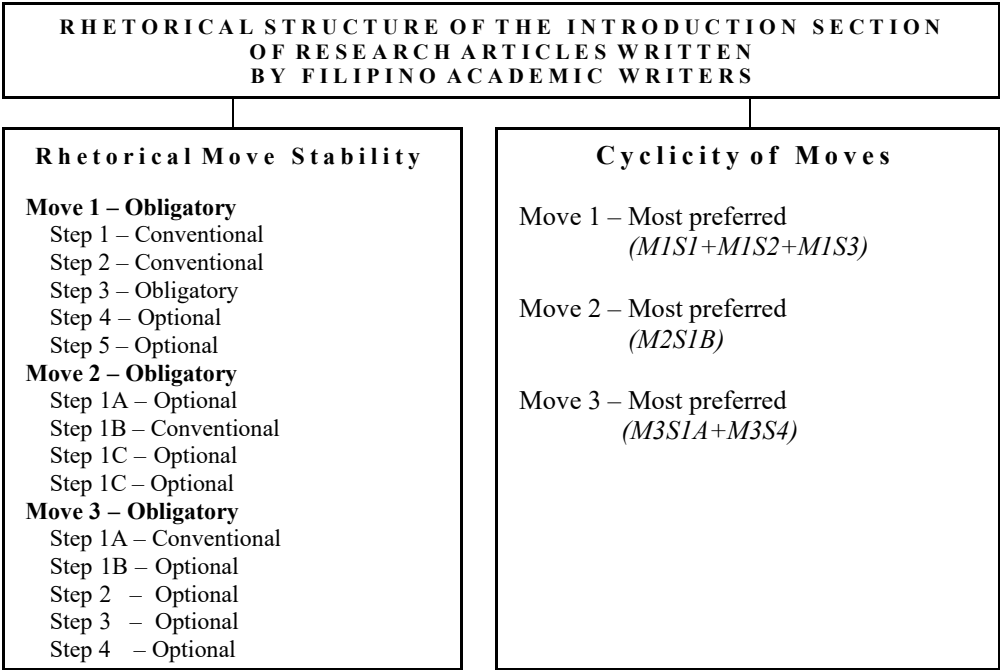 RHETORICAL STRUCTURE OF THE INTRODUCTION SECTION
OF RESEARCH ARTICLES WRITTEN
BY FILIPINO ACADEMIC WRITERS
Rhetorical Move Stability
Move 1 – Obligatory
Step 1 – Conventional
Step 2 – Conventional
Step 3 – Obligatory
Step 4 – Optional
Step 5 – Optional
Move 2 – Obligatory
Step 1A – Optional
Step 1B – Conventional
Step 1C – Optional
Step 1C – Optional
Move 3 – Obligatory
Step 1A – Conventional
Step 1B – Optional
Step 2 – Optional
Step 3 – Optional
Step 4 – Optional
Cyclicity of Moves
Move 1 – Most preferred
(M1S1+M1S2+M1S3)
Move 2 – Most preferred
(M2S1B)
Move 3 – Most preferred
(M3S1A+M3S4)